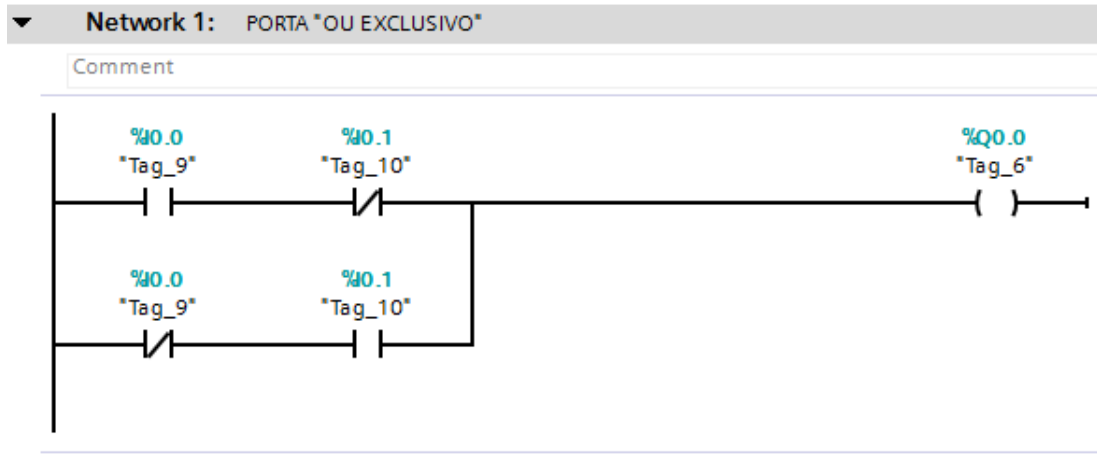 Network 1: PORTA "OU EXCLUSIVO"
Comment
%I0.0 %I0.1 %Q0.0
"Tag_9" "Tag_10" "Tag_6"
%I0.0 %I0.1
"Tag_9" "Tag_10"